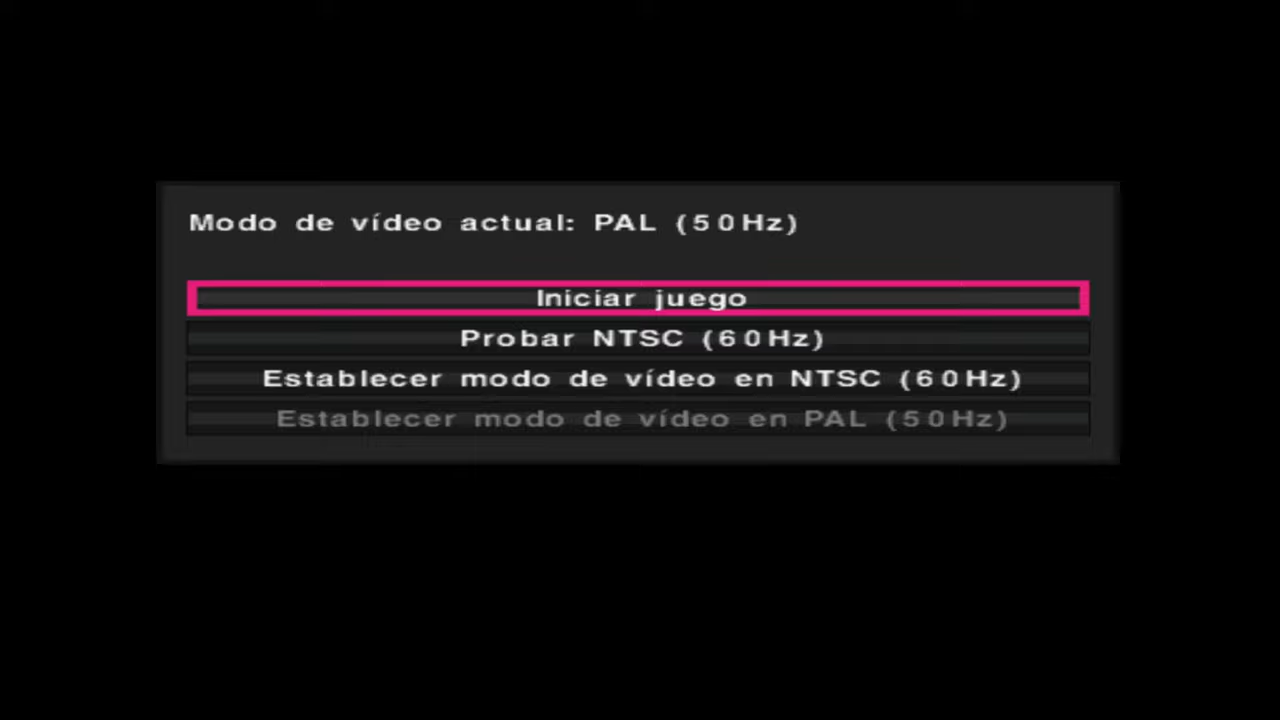 Modo de vídeo actual: PAL (50Hz)
Iniciar juego
Probar NTSC (60Hz)
Establecer modo de vídeo en NTSC (60Hz)
Establecer modo de vídeo en PAL (50Hz)